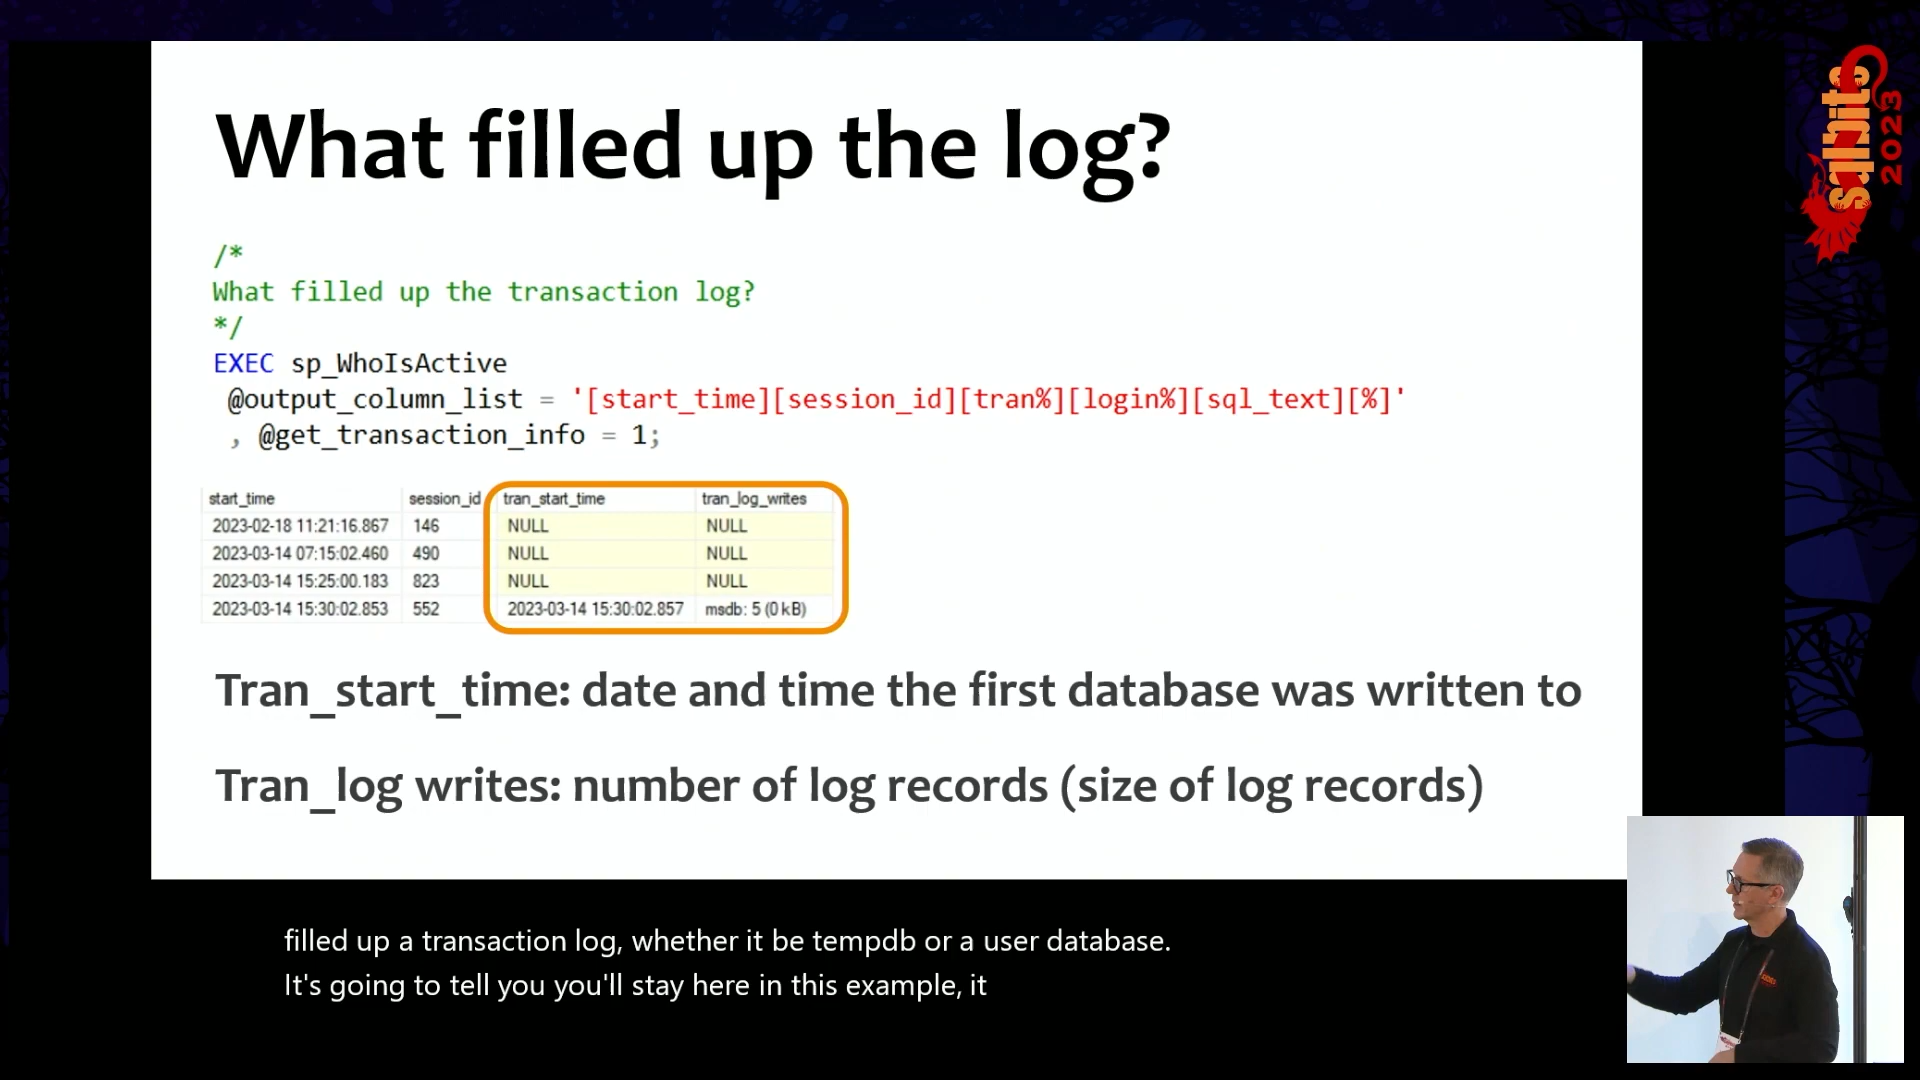 What filled up the log?
/*
What filled up the transaction log?
*/
EXEC sp_WhoIsActive
@output_column_list = '[start_time][session_id][tran%][login%][sql_text][%]'
, @get_transaction_info = 1;
start_time session_id tran_start_time tran_log_writes
2023-02-18 11:21:16.867 146 NULL NULL
2023-03-14 07:15:02.460 490 NULL NULL
2023-03-14 15:25:00.183 823 NULL NULL
2023-03-14 15:30:02.853 552 2023-03-14 15:30:02.857 msdb: 5 (0 kB)
Tran_start_time: date and time the first database was written to
Tran_log writes: number of log records (size of log records)
filled up a transaction log, whether it be tempdb or a user database.
It's going to tell you you'll stay here in this example, it
sqlbits
2023